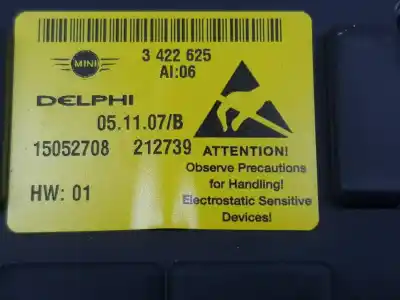 MINI
3 422 625
AI:06
DELPHI
05.11.07/B
15052708 212739
HW: 01
ATTENTION!
Observe Precautions
for Handling!
Electrostatic Sensitive
Devices!